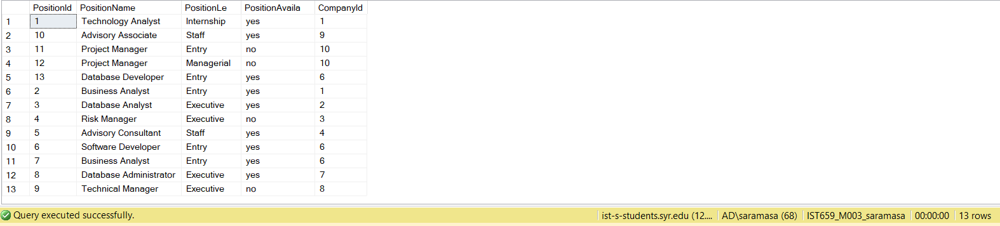 PositionId PositionName PositionLe PositionAvaila CompanyId
1 1 Technology Analyst Internship yes 1
2 10 Advisory Associate Staff yes 9
3 11 Project Manager Entry no 10
4 12 Project Manager Managerial no 10
5 13 Database Developer Entry yes 6
6 2 Business Analyst Entry yes 1
7 3 Database Analyst Executive yes 2
8 4 Risk Manager Executive no 3
9 5 Advisory Consultant Staff yes 4
10 6 Software Developer Entry yes 6
11 7 Business Analyst Entry yes 6
12 8 Database Administrator Executive yes 7
13 9 Technical Manager Executive no 8
Query executed successfully. ist-s-students.syr.edu (12.... AD\saramasa (68) IST659_M003_saramasa 00:00:00 13 rows